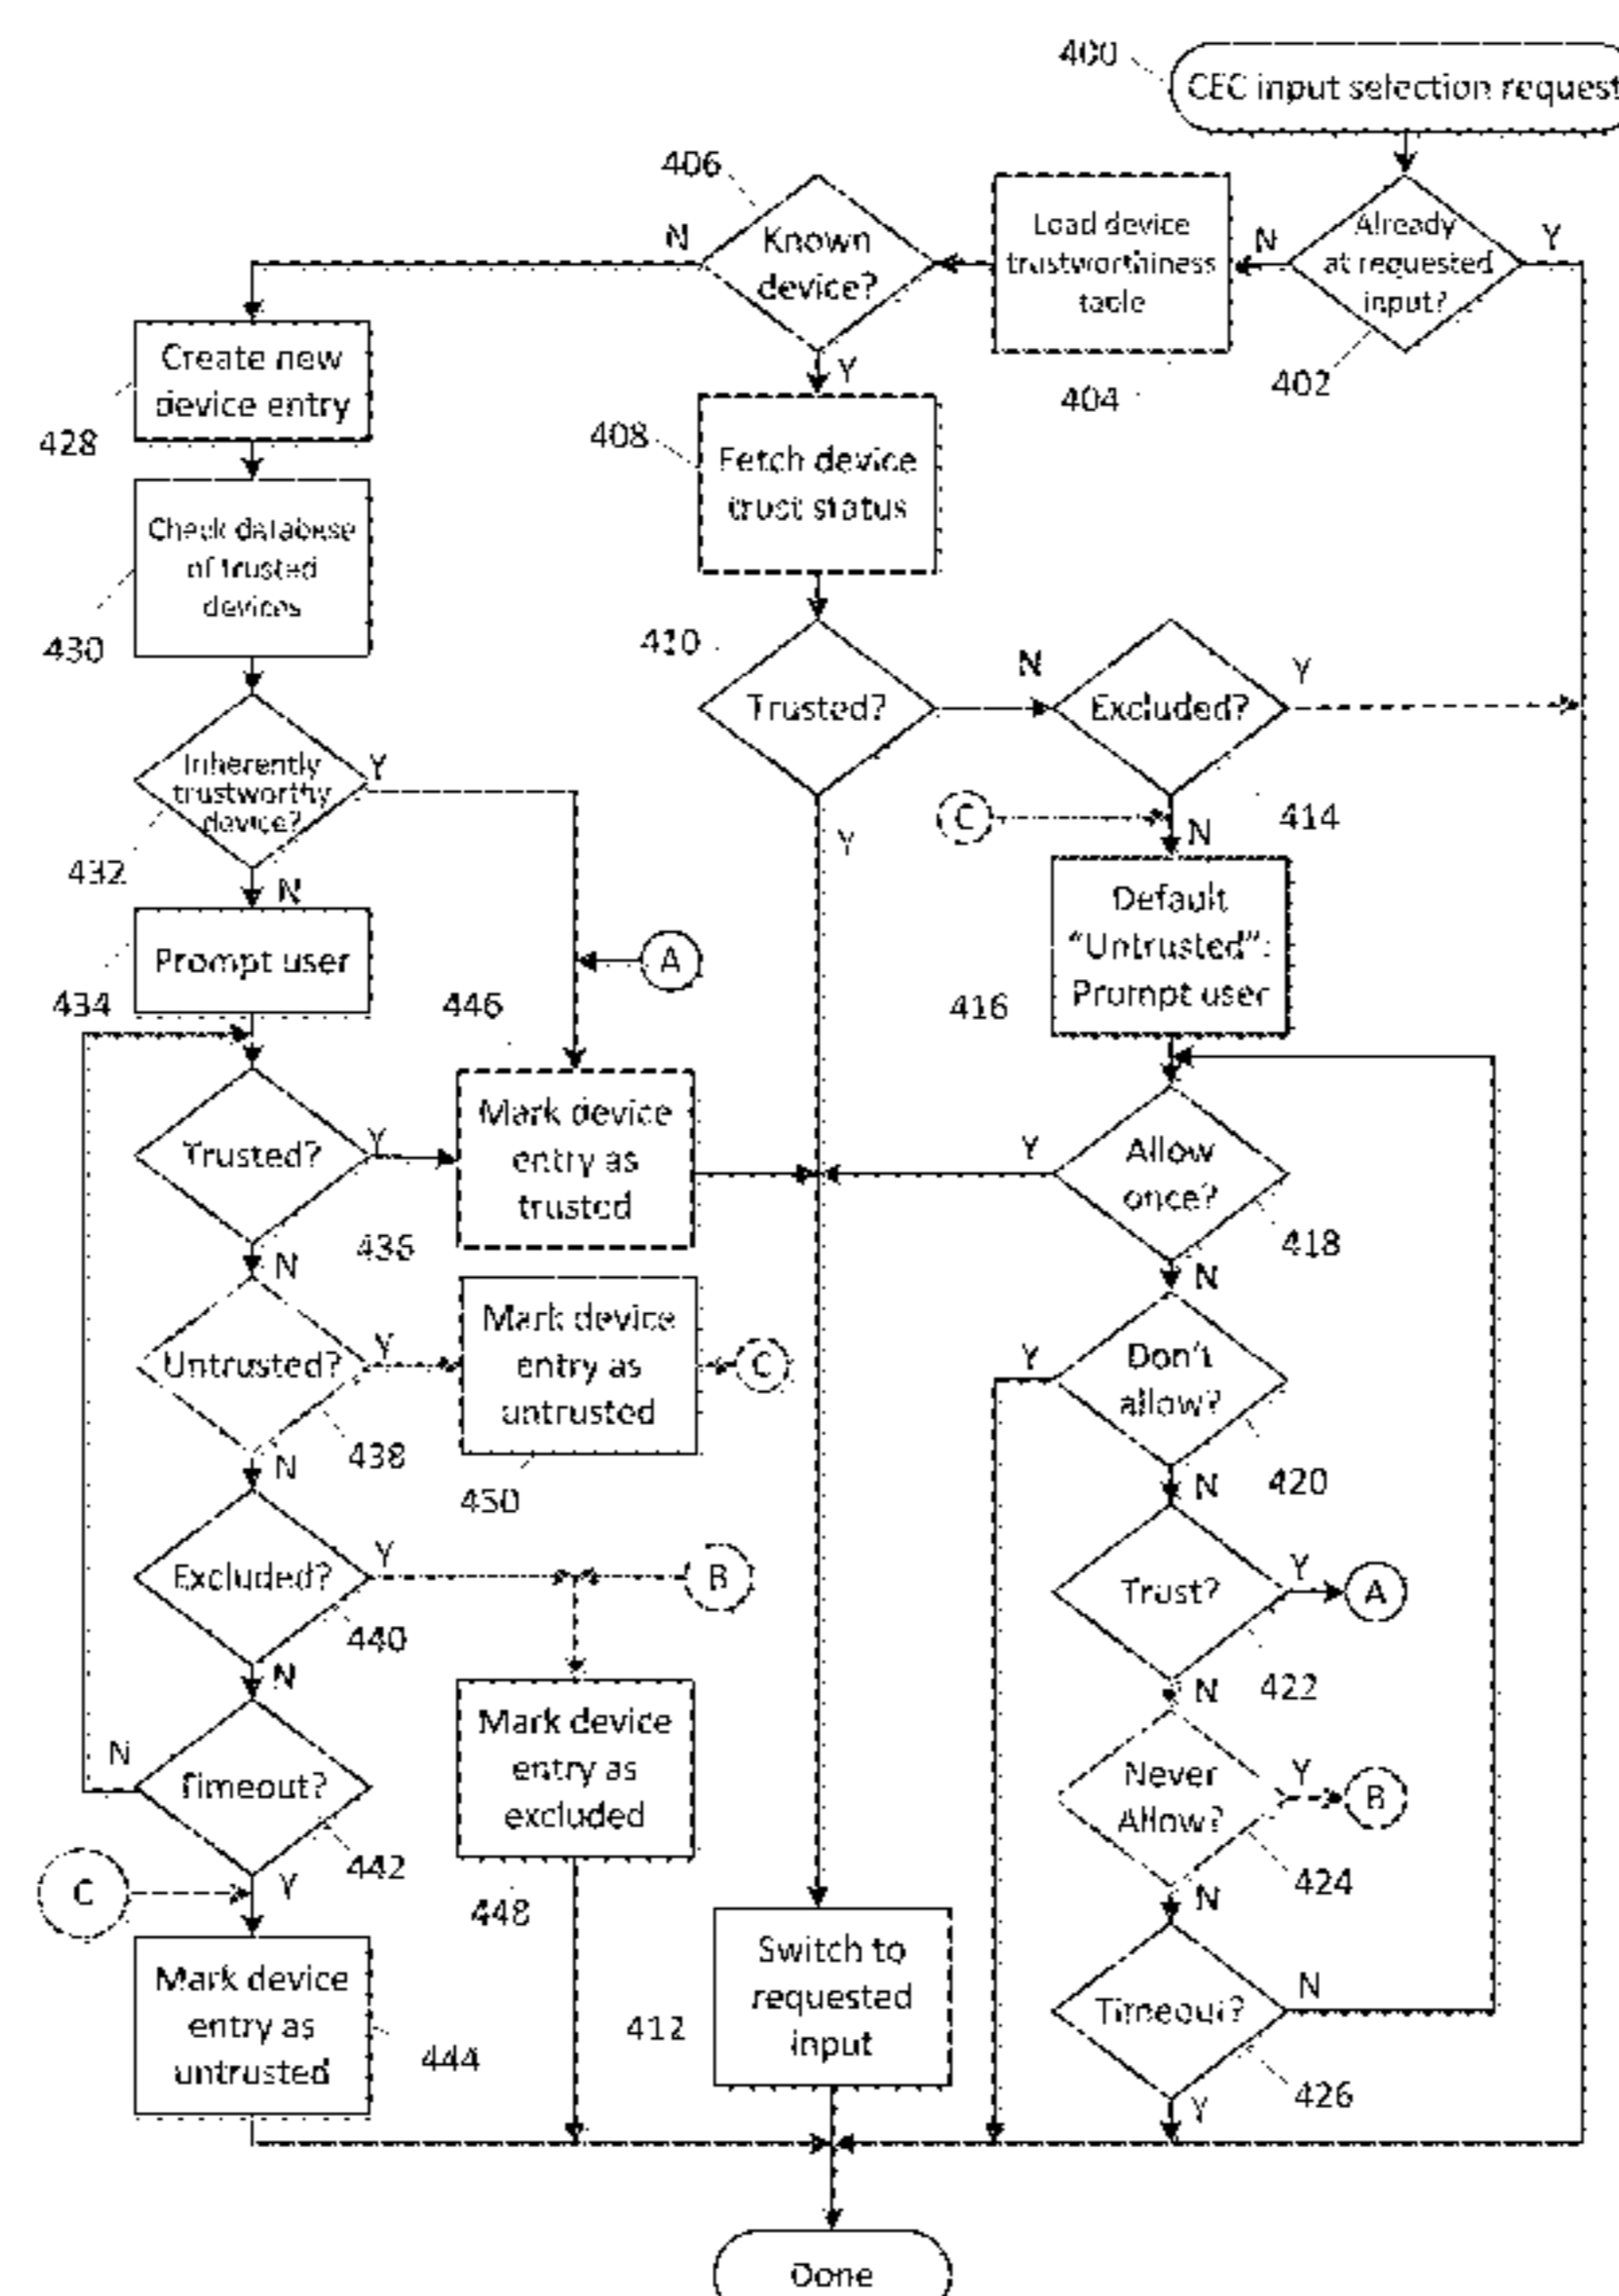 400
CEC input selection request
406
N
Known
device?
Load device
trustworthiness
table
N
Already
at requested
input?
Y
402
404
Y
Create new
device entry
428
408
Fetch device
trust status
Check database
of trusted
devices
430
410
Trusted?
N
Excluded?
Y
Inherently
trustworthy
device?
Y
432
N
Y
C
N
414
Prompt user
434
A
446
Default
"Untrusted":
Prompt user
416
Trusted?
Y
436
N
Mark device
entry as
trusted
Y
Allow
once?
418
N
Untrusted?
Y
438
N
Mark device
entry as
untrusted
450
C
Y
Don't
allow?
420
N
Excluded?
Y
440
N
B
Trust?
Y
A
422
N
Mark device
entry as
excluded
448
Never
Allow?
Y
B
424
N
N
Timeout?
442
Y
C
Mark device
entry as
untrusted
444
412
Switch to
requested
input
Timeout?
N
426
Y
Done